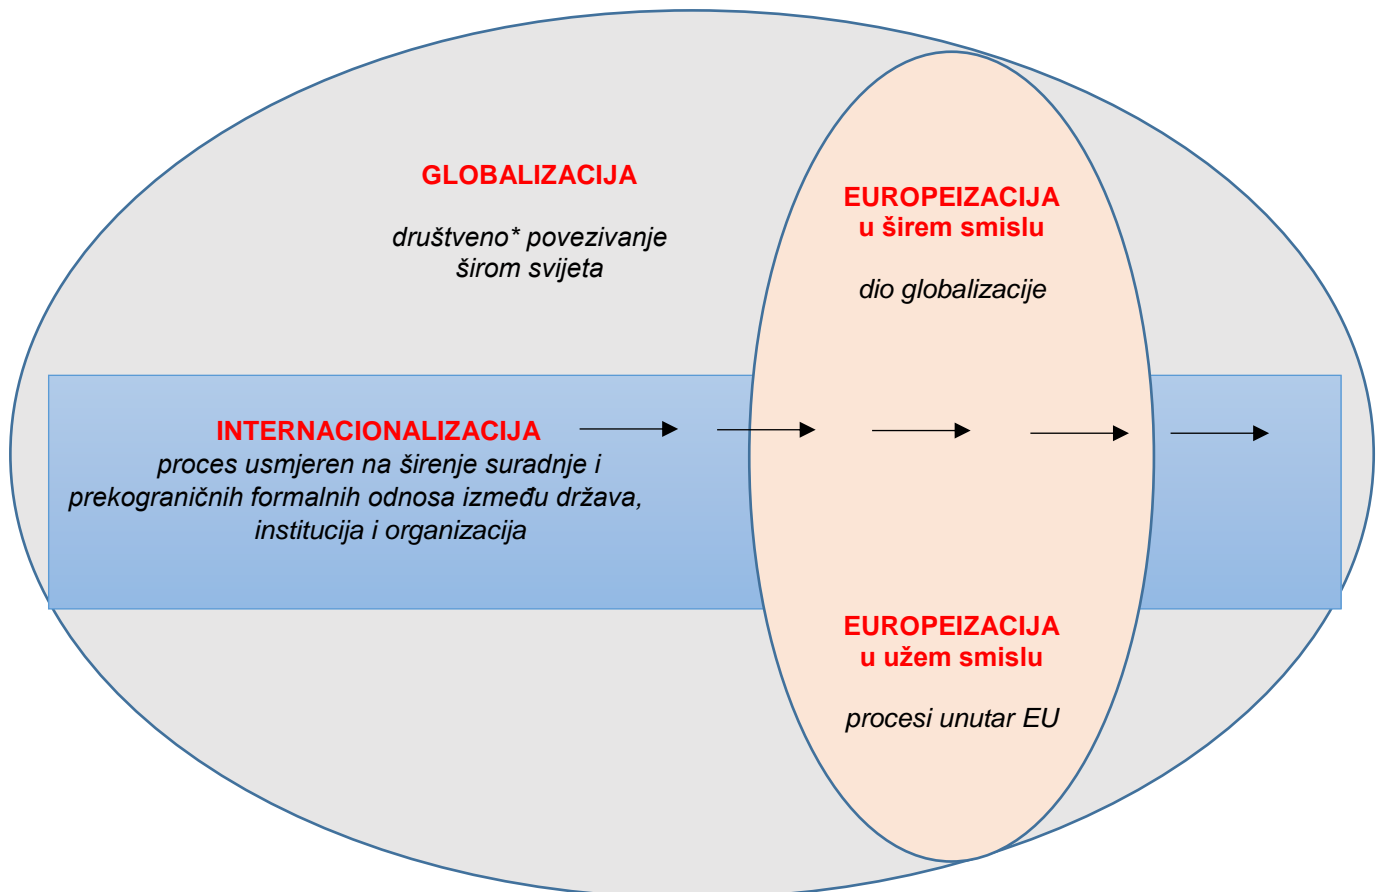 GLOBALIZACIJA
društveno* povezivanje
širom svijeta
EUROPEIZACIJA
u širem smislu
dio globalizacije
INTERNACIONALIZACIJA
proces usmjeren na širenje suradnje i
prekograničnih formalnih odnosa između država,
institucija i organizacija
EUROPEIZACIJA
u užem smislu
procesi unutar EU